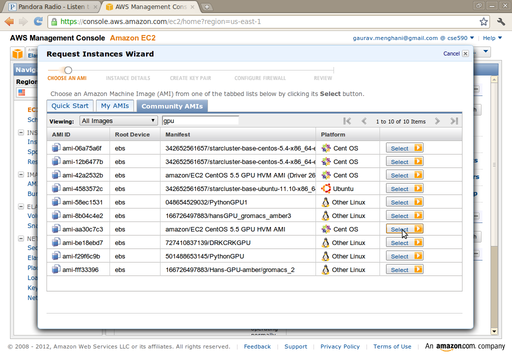 Pandora Radio - Listen t
AWS Management Console
https://console.aws.amazon.com/ec2/home?region=us-east-1
AWS Management Console Amazon EC2
gaurav.menghani@gmail.com @ cse590
Help
Request Instances Wizard
Cancel
CHOOSE AN AMI INSTANCE DETAILS CREATE KEY PAIR CONFIGURE FIREWALL REVIEW
Choose an Amazon Machine Image (AMI) from one of the tabbed lists below by clicking its Select button.
Quick Start My AMIs Community AMIs
Viewing: All Images gpu 1 to 10 of 10 Items
AMI ID Root Device Manifest Platform
ami-06a75a6f ebs 342652561657/starcluster-base-centos-5.4-x86_64- Cent OS Select
ami-12b6477b ebs 342652561657/starcluster-base-centos-5.4-x86_64- Cent OS Select
ami-42a2532b ebs amazon/EC2 CentOS 5.5 GPU HVM AMI (Driver 26 Cent OS Select
ami-4583572c ebs 342652561657/starcluster-base-ubuntu-11.10-x86_6 Ubuntu Select
ami-58ec1531 ebs 048654529032/PythonGPU1 Other Linux Select
ami-8b04c4e2 ebs 166726497883/hansGPU_gromacs_amber3 Other Linux Select
ami-aa30c7c3 ebs amazon/EC2 CentOS 5.5 GPU HVM AMI Cent OS Select
ami-be18ebd7 ebs 727410837139/DRKCRKGPU Other Linux Select
ami-f29f6c9b ebs 501488653145/PythonGPU Other Linux Select
ami-fff33396 ebs 166726497883/Hans-GPU-amber/gromacs_2 Other Linux Select
© 2008 - 2012, Amazon Web Services LLC or its affiliates. All rights reserved. Feedback Support Privacy Policy Terms of Use An amazon.com. company